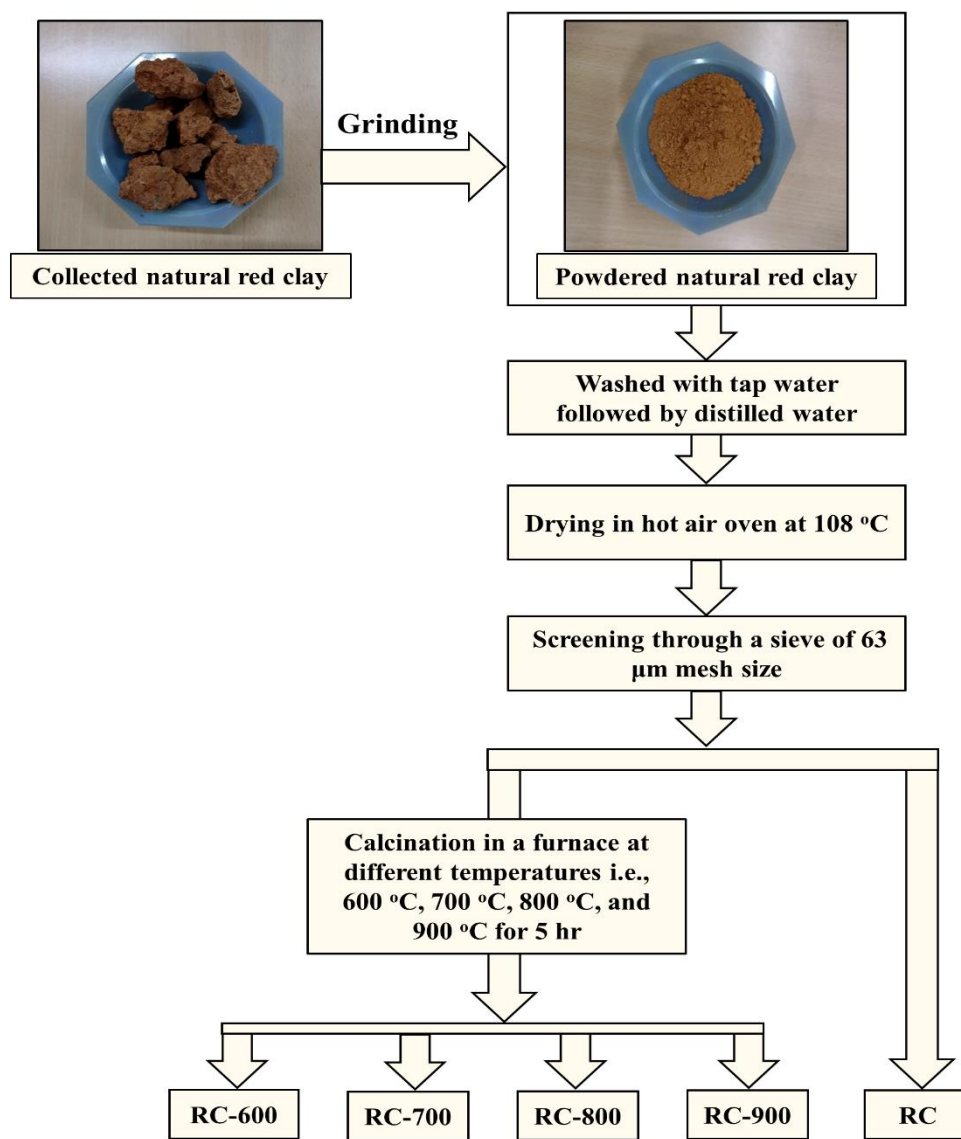 Grinding
Collected natural red clay
Powdered natural red clay
Washed with tap water
followed by distilled water
Drying in hot air oven at 108 °C
Screening through a sieve of 63
μm mesh size
Calcination in a furnace at
different temperatures i.e.,
600 °C, 700 °C, 800 °C, and
900 °C for 5 hr
RC-600
RC-700
RC-800
RC-900
RC